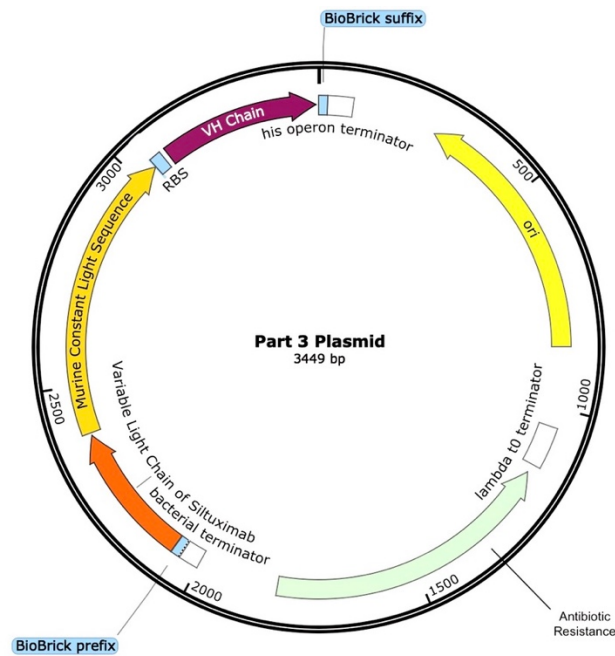 BioBrick suffix
VH Chain
his operon terminator
3000
RBS
500
ori
Murine Constant Light Sequence
Part 3 Plasmid
3449 bp
2500
1000
lambda t0 terminator
Variable Light Chain of Siltuximab
bacterial terminator
2000
1500
Antibiotic
Resistance
BioBrick prefix